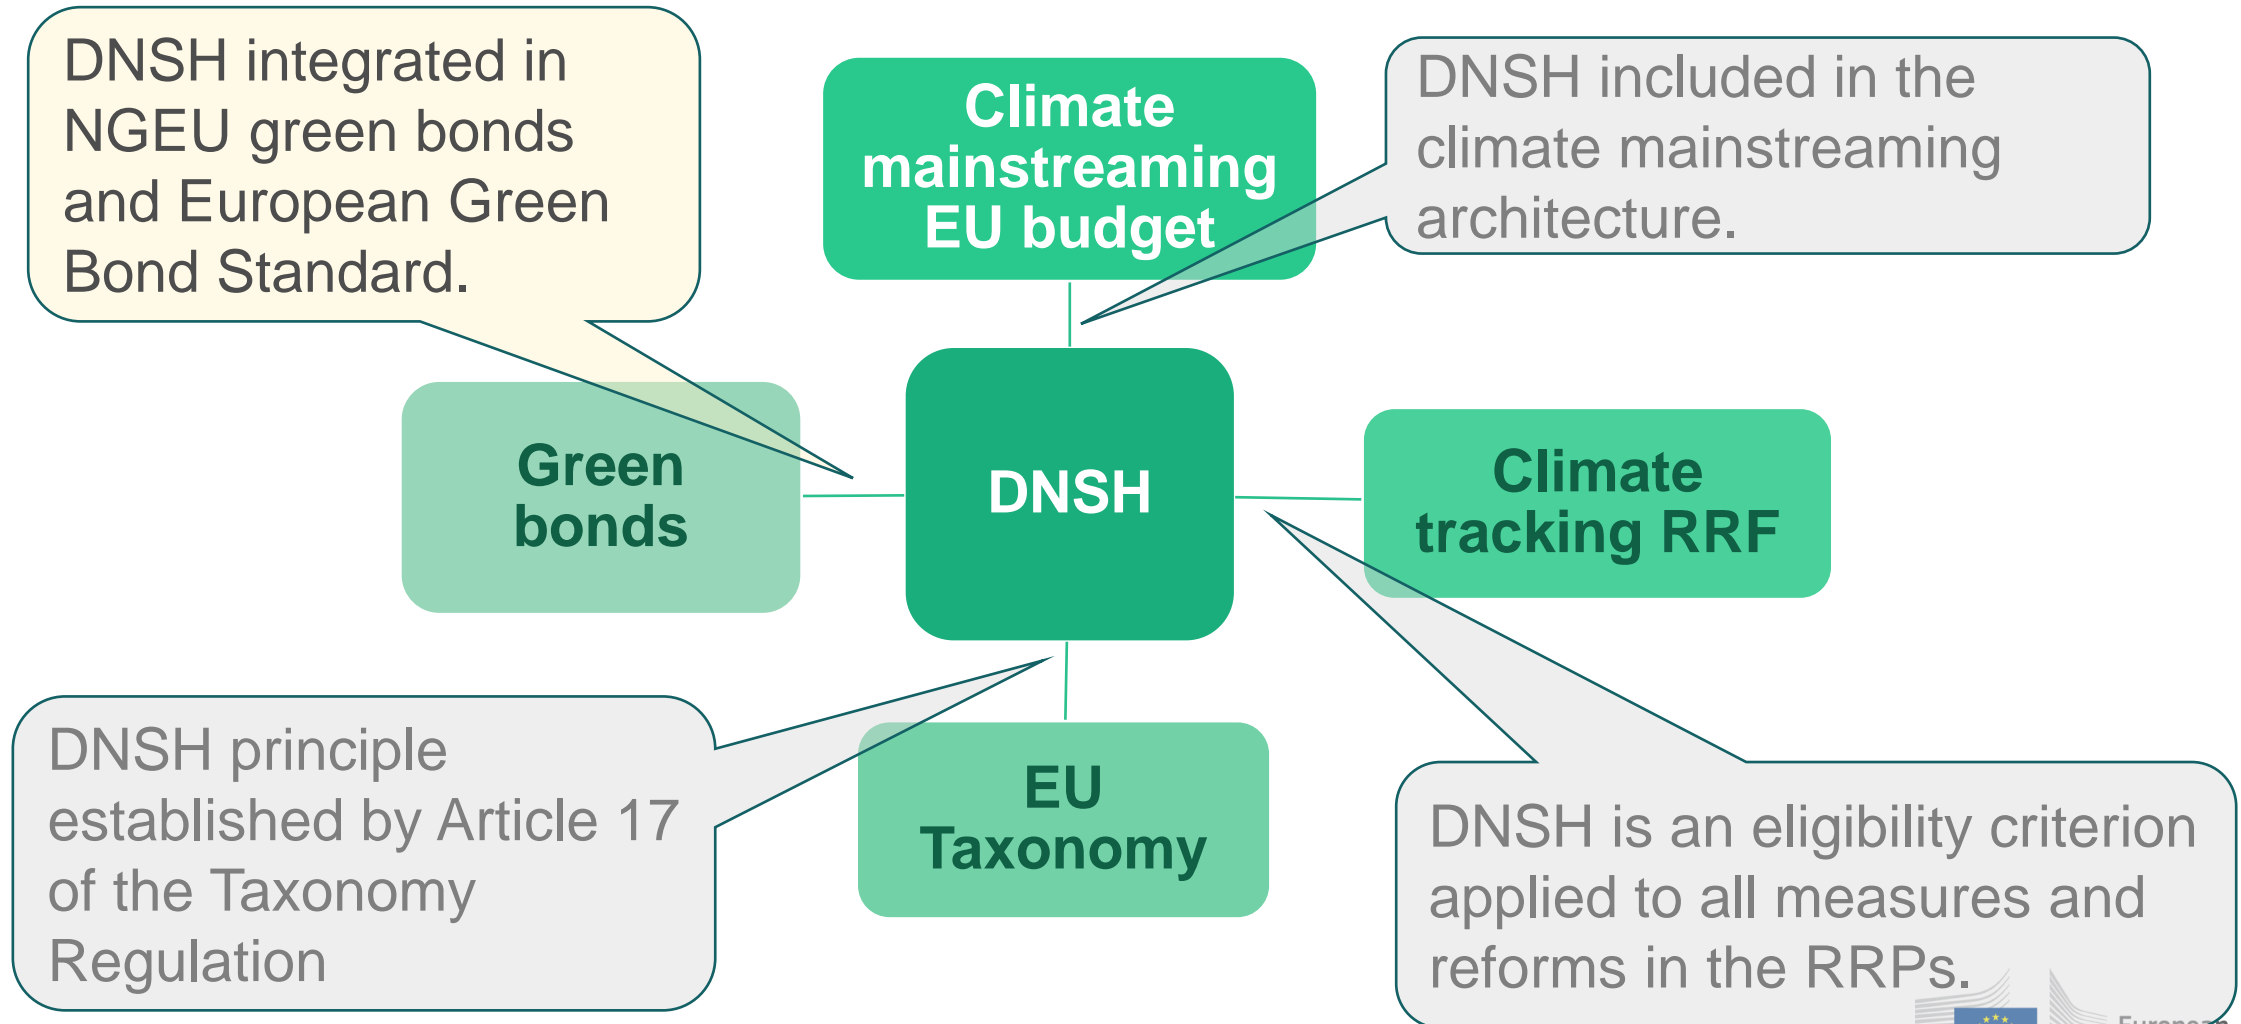 DNSH integrated in
NGEU green bonds
and European Green
Bond Standard.
Climate
mainstreaming
EU budget
DNSH included in the
climate mainstreaming
architecture.
Green
bonds
DNSH
Climate
tracking RRF
DNSH principle
established by Article 17
of the Taxonomy
Regulation
EU
Taxonomy
DNSH is an eligibility criterion
applied to all measures and
reforms in the RRPs.
European